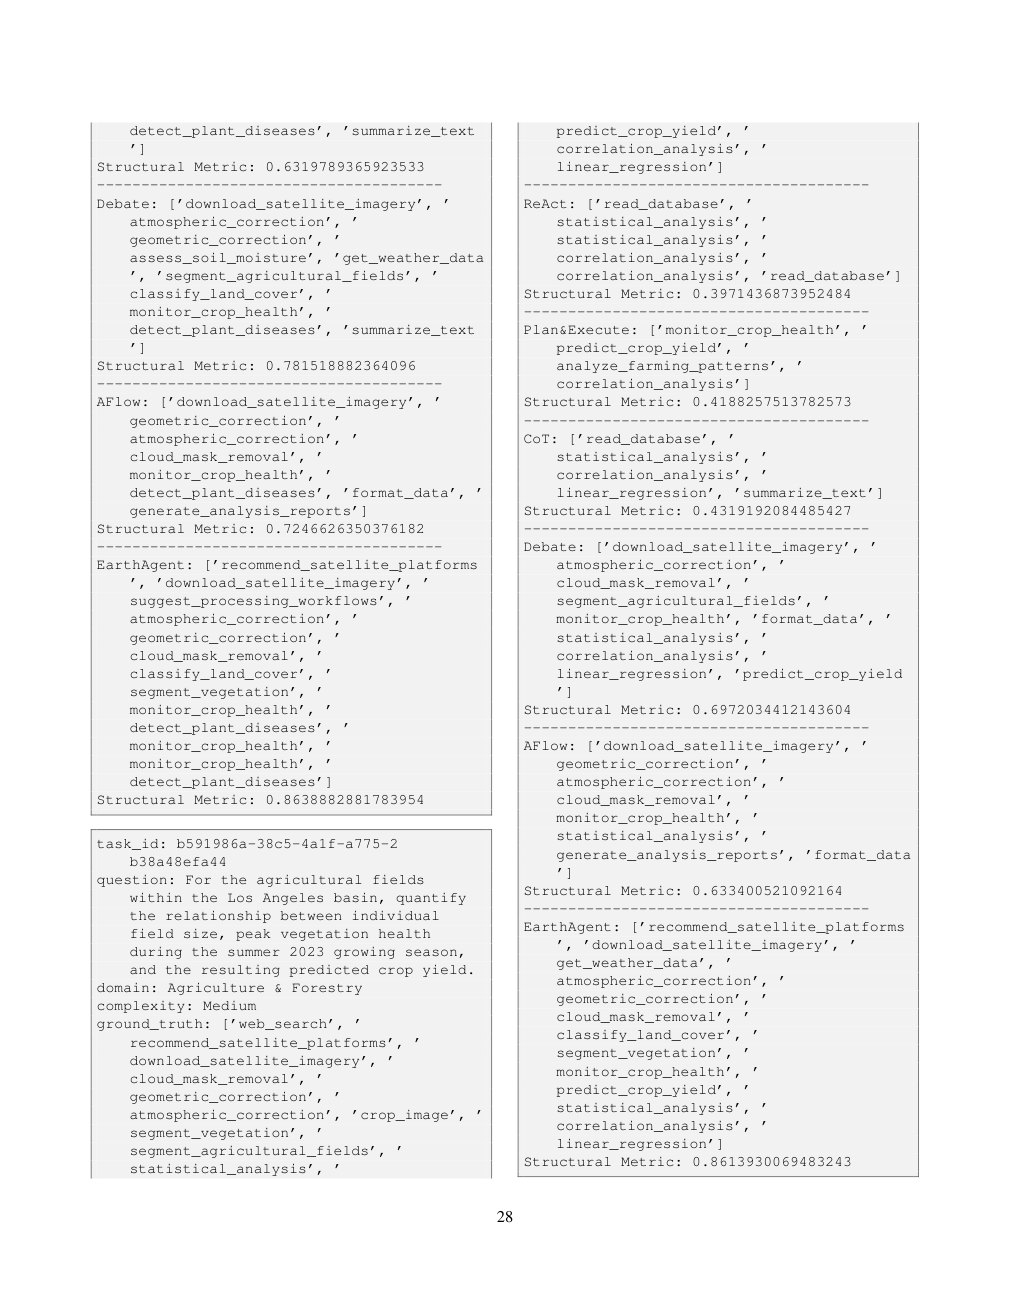 detect_plant_diseases', 'summarize_text
']
Structural Metric: 0.6319789365923533
---------------------------------------
Debate: ['download_satellite_imagery', '
atmospheric_correction', '
geometric_correction', '
assess_soil_moisture', 'get_weather_data
', 'segment_agricultural_fields', '
classify_land_cover', '
monitor_crop_health', '
detect_plant_diseases', 'summarize_text
']
Structural Metric: 0.781518882364096
---------------------------------------
AFlow: ['download_satellite_imagery', '
geometric_correction', '
atmospheric_correction', '
cloud_mask_removal', '
monitor_crop_health', '
detect_plant_diseases', 'format_data', '
generate_analysis_reports']
Structural Metric: 0.7246626350376182
---------------------------------------
EarthAgent: ['recommend_satellite_platforms
', 'download_satellite_imagery', '
suggest_processing_workflows', '
atmospheric_correction', '
geometric_correction', '
cloud_mask_removal', '
classify_land_cover', '
segment_vegetation', '
monitor_crop_health', '
detect_plant_diseases', '
monitor_crop_health', '
monitor_crop_health', '
detect_plant_diseases']
Structural Metric: 0.8638882881783954
task_id: b591986a-38c5-4a1f-a775-2
b38a48efa44
question: For the agricultural fields
within the Los Angeles basin, quantify
the relationship between individual
field size, peak vegetation health
during the summer 2023 growing season,
and the resulting predicted crop yield.
domain: Agriculture & Forestry
complexity: Medium
ground_truth: ['web_search', '
recommend_satellite_platforms', '
download_satellite_imagery', '
cloud_mask_removal', '
geometric_correction', '
atmospheric_correction', 'crop_image', '
segment_vegetation', '
segment_agricultural_fields', '
statistical_analysis', '
predict_crop_yield', '
correlation_analysis', '
linear_regression']
---------------------------------------
ReAct: ['read_database', '
statistical_analysis', '
statistical_analysis', '
correlation_analysis', '
correlation_analysis', 'read_database']
Structural Metric: 0.3971436873952484
---------------------------------------
Plan&Execute: ['monitor_crop_health', '
predict_crop_yield', '
analyze_farming_patterns', '
correlation_analysis']
Structural Metric: 0.4188257513782573
---------------------------------------
CoT: ['read_database', '
statistical_analysis', '
correlation_analysis', '
linear_regression', 'summarize_text']
Structural Metric: 0.4319192084485427
---------------------------------------
Debate: ['download_satellite_imagery', '
atmospheric_correction', '
cloud_mask_removal', '
segment_agricultural_fields', '
monitor_crop_health', 'format_data', '
statistical_analysis', '
correlation_analysis', '
linear_regression', 'predict_crop_yield
']
Structural Metric: 0.6972034412143604
---------------------------------------
AFlow: ['download_satellite_imagery', '
geometric_correction', '
atmospheric_correction', '
cloud_mask_removal', '
monitor_crop_health', '
statistical_analysis', '
generate_analysis_reports', 'format_data
']
Structural Metric: 0.633400521092164
---------------------------------------
EarthAgent: ['recommend_satellite_platforms
', 'download_satellite_imagery', '
get_weather_data', '
atmospheric_correction', '
geometric_correction', '
cloud_mask_removal', '
classify_land_cover', '
segment_vegetation', '
monitor_crop_health', '
predict_crop_yield', '
statistical_analysis', '
correlation_analysis', '
linear_regression']
Structural Metric: 0.8613930069483243
28